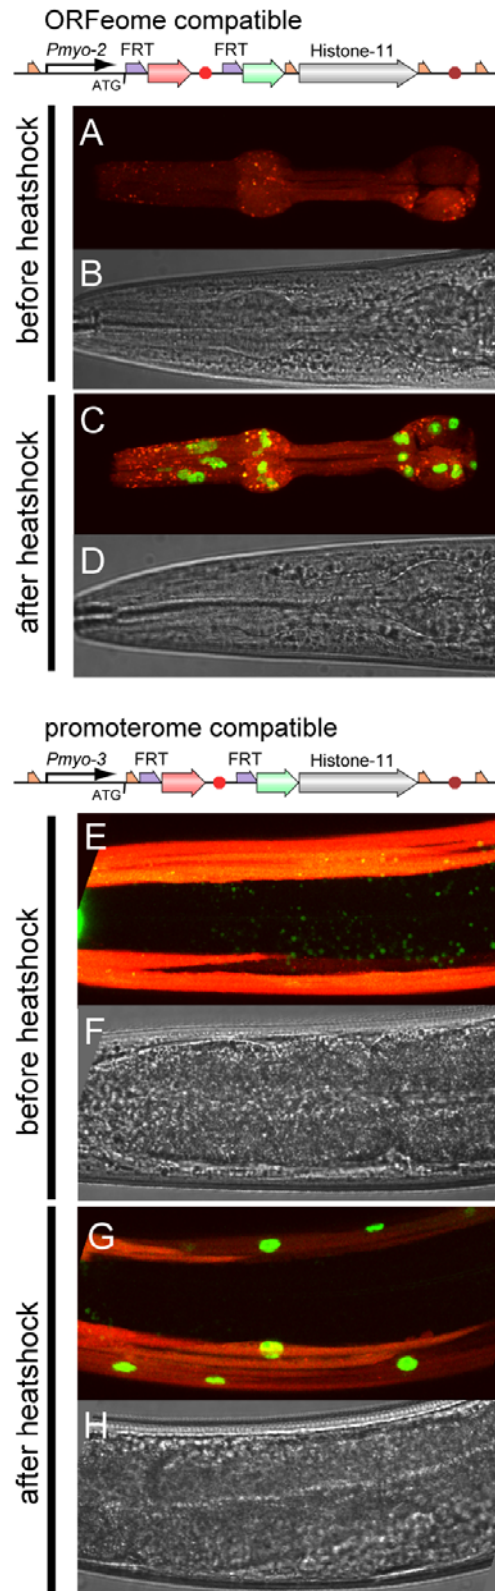 ORFeome compatible
Pmyo-2 FRT FRT Histone-11
ATG
before heatshock
A
B
after heatshock
C
D
promoterome compatible
Pmyo-3 FRT FRT Histone-11
ATG
before heatshock
E
F
after heatshock
G
H